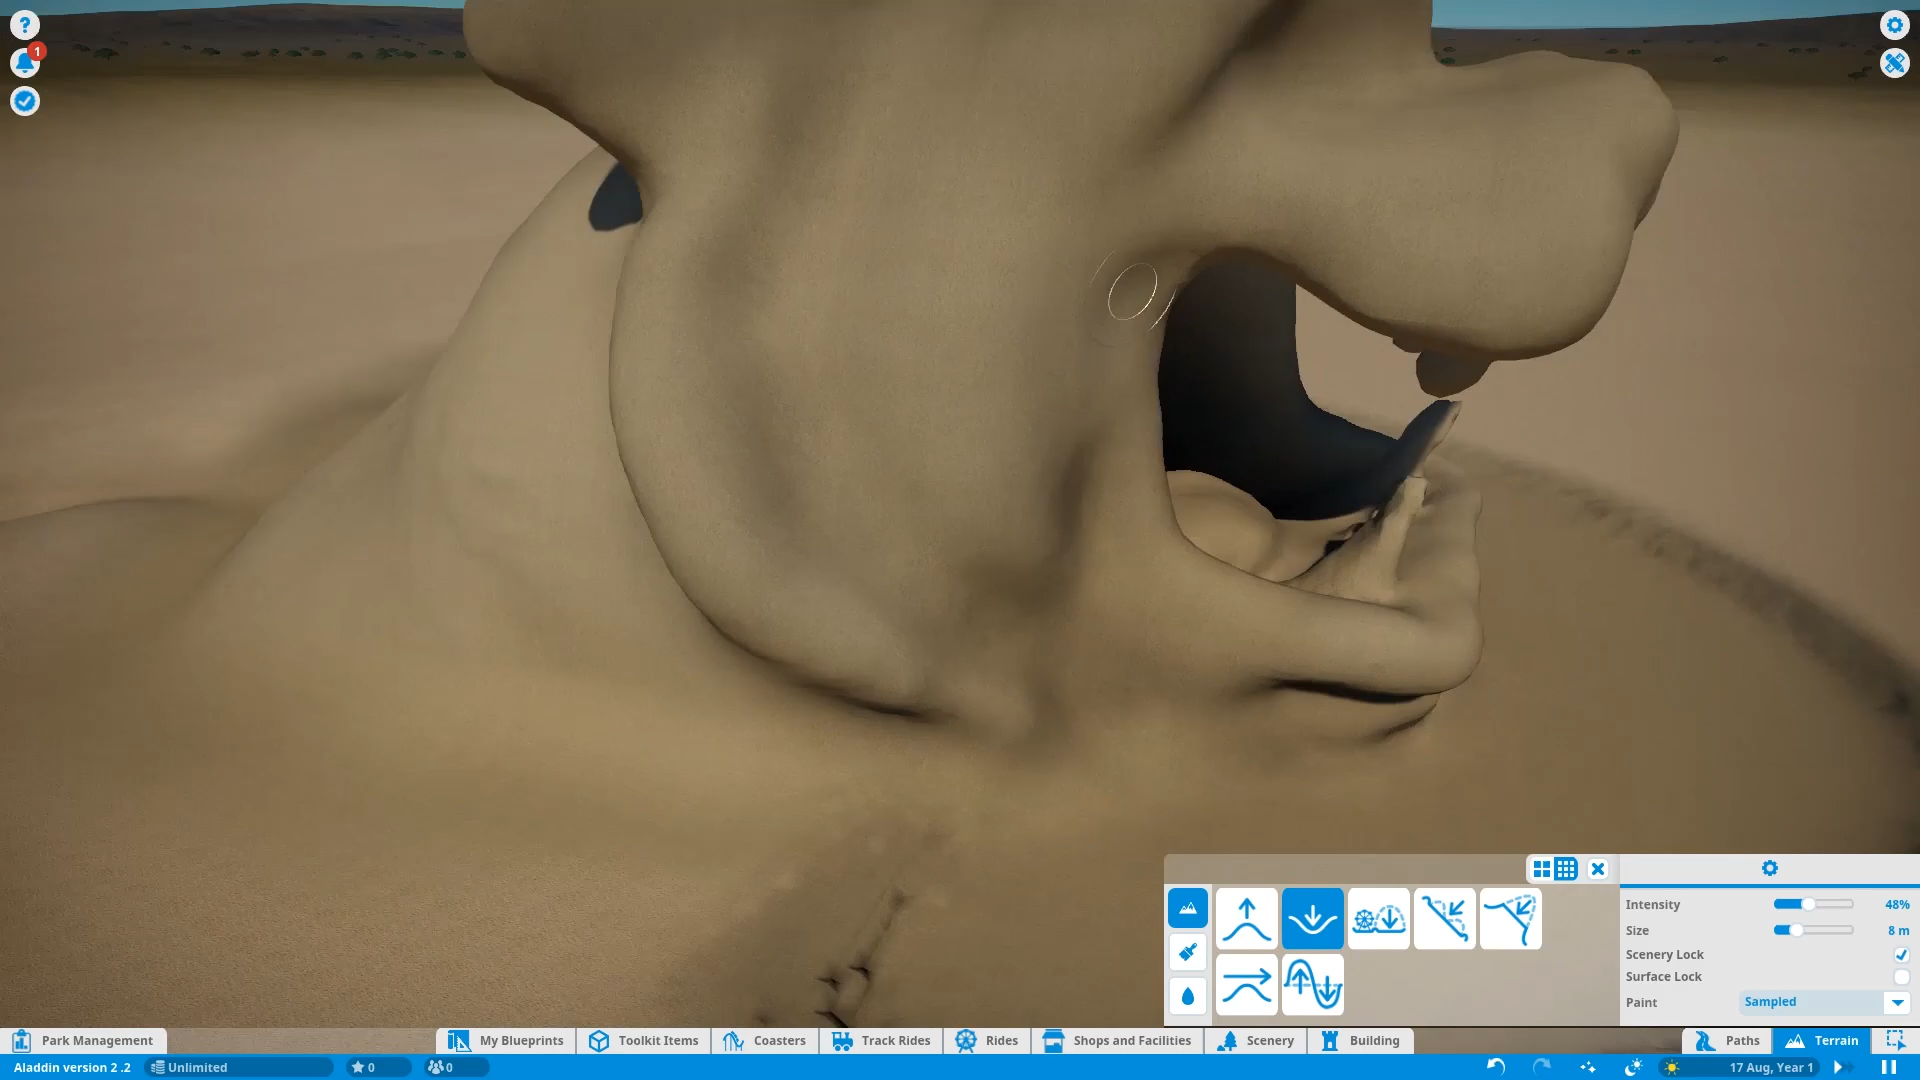 ?
1
Intensity 48%
Size 8 m
Scenery Lock
Surface Lock
Paint Sampled
Park Management My Blueprints Toolkit Items Coasters Track Rides Rides Shops and Facilities Scenery Building Paths Terrain
Aladdin version 2 .2 Unlimited 0 0 17 Aug, Year 1